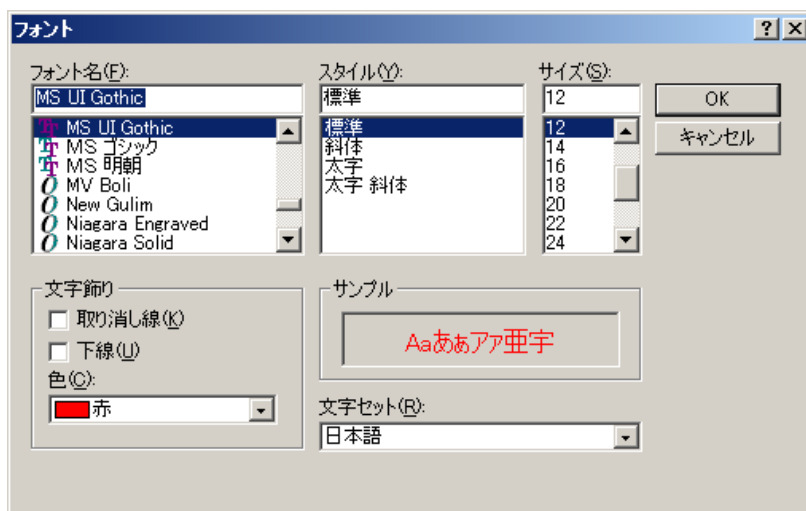 フォント
フォント名(F):
MS UI Gothic
MS UI Gothic
MS ゴシック
MS 明朝
MV Boli
New Gulim
Niagara Engraved
Niagara Solid
スタイル(Y):
標準
標準
斜体
太字
太字 斜体
サイズ(S):
12
12
14
16
18
20
22
24
OK
キャンセル
文字飾り
取り消し線(K)
下線(U)
色(C):
赤
サンプル
Aaあぁアァ亜宇
文字セット(R):
日本語